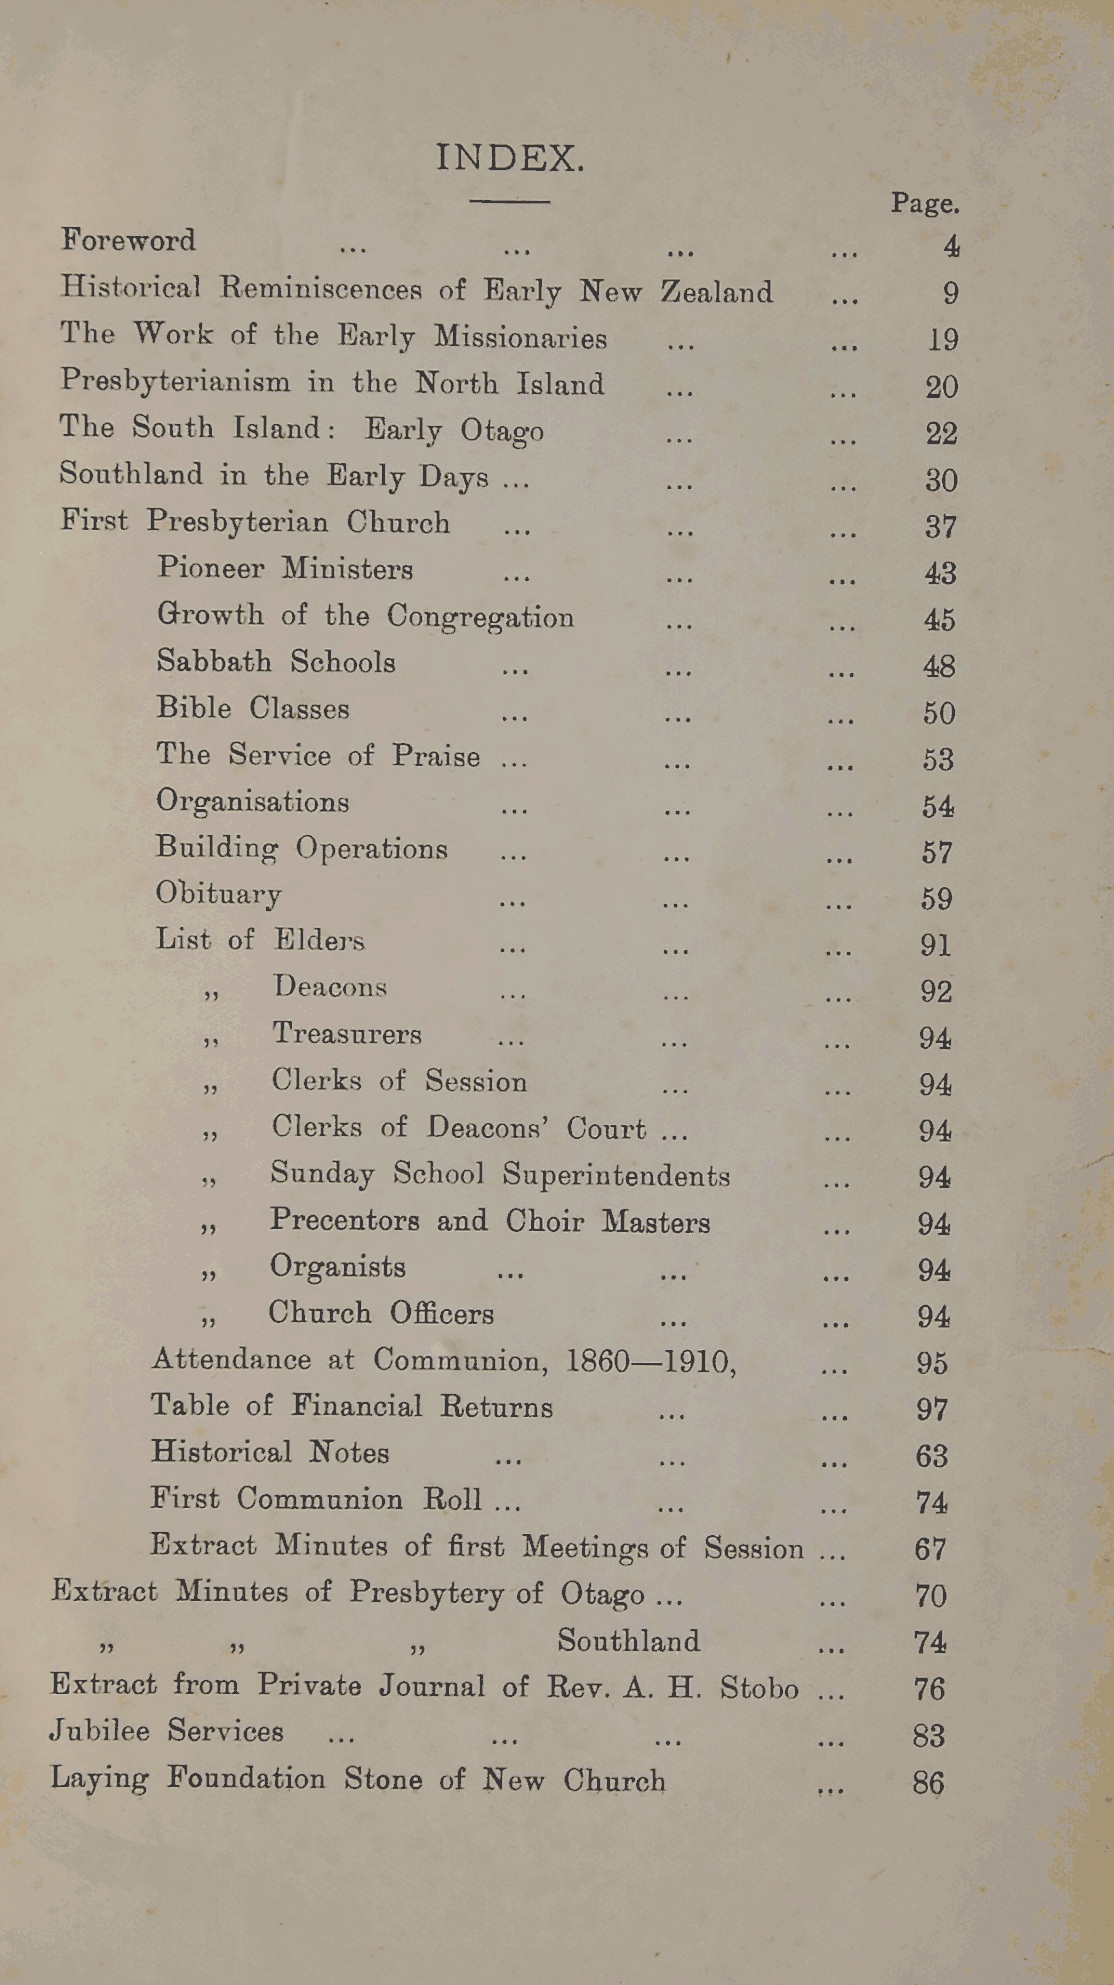 INDEX.
Page.
Foreword ... ... ... ... 4
Historical Reminiscences of Early New Zealand ... 9
The Work of the Early Missionaries ... ... 19
Presbyterianism in the North Island ... ... 20
The South Island: Early Otago ... ... 22
Southland in the Early Days ... ... ... 30
First Presbyterian Church ... ... ... 37
Pioneer Ministers ... ... ... 43
Growth of the Congregation ... ... 45
Sabbath Schools ... ... ... 48
Bible Classes ... ... ... 50
The Service of Praise ... ... ... 53
Organisations ... ... ... 54
Building Operations ... ... ... 57
Obituary ... ... ... 59
List of Elders ... ... ... 91
„ Deacons ... ... ... 92
„ Treasurers ... ... ... 94
„ Clerks of Session ... ... 94
„ Clerks of Deacons' Court ... ... 94
„ Sunday School Superintendents ... 94
„ Precentors and Choir Masters ... 94
„ Organists ... ... ... 94
„ Church Officers ... ... 94
Attendance at Communion, 1860—1910, ... 95
Table of Financial Returns ... ... 97
Historical Notes ... ... ... 63
First Communion Roll ... ... ... 74
Extract Minutes of first Meetings of Session ... 67
Extract Minutes of Presbytery of Otago ... ... 70
„ „ „ Southland ... 74
Extract from Private Journal of Rev. A. H. Stobo ... 76
Jubilee Services ... ... ... ... 83
Laying Foundation Stone of New Church ... 86